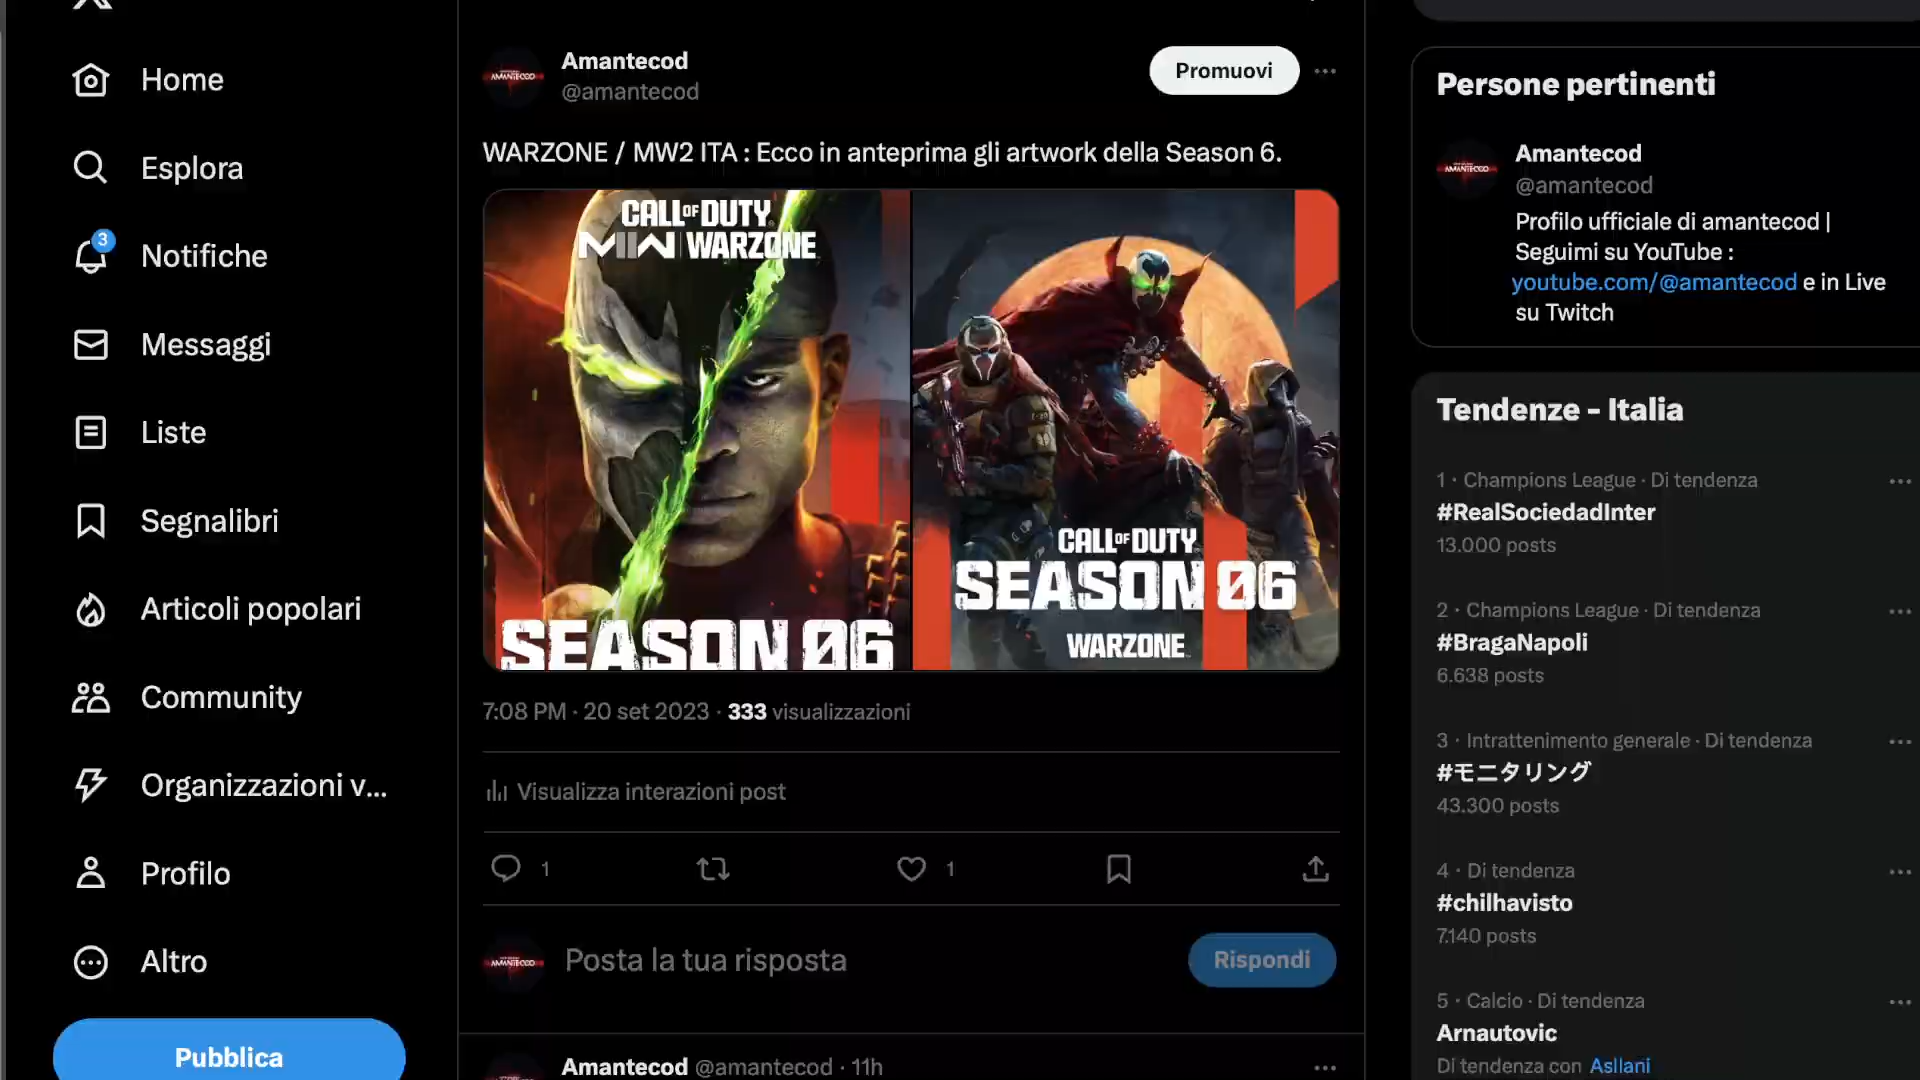 Home
Esplora
3
Notifiche
Messaggi
Liste
Segnalibri
Articoli popolari
Community
Organizzazioni v...
Profilo
Altro
Pubblica
AMANTECOD
Amantecod
@amantecod
Promuovi
WARZONE / MW2 ITA : Ecco in anteprima gli artwork della Season 6.
CALL OF DUTY
MWII | WARZONE
SEASON 06
CALL OF DUTY
SEASON 06
WARZONE
7:08 PM · 20 set 2023 · 333 visualizzazioni
Visualizza interazioni post
1
1
AMANTECOD
Posta la tua risposta
Rispondi
Amantecod @amantecod · 11h
Persone pertinenti
AMANTECOD
Amantecod
@amantecod
Profilo ufficiale di amantecod |
Seguimi su YouTube :
youtube.com/@amantecod e in Live
su Twitch
Tendenze - Italia
1 · Champions League · Di tendenza
#RealSociedadInter
13.000 posts
2 · Champions League · Di tendenza
#BragaNapoli
6.638 posts
3 · Intrattenimento generale · Di tendenza
#モニタリング
43.300 posts
4 · Di tendenza
#chilhavisto
7.140 posts
5 · Calcio · Di tendenza
Arnautovic
Di tendenza con Asllani